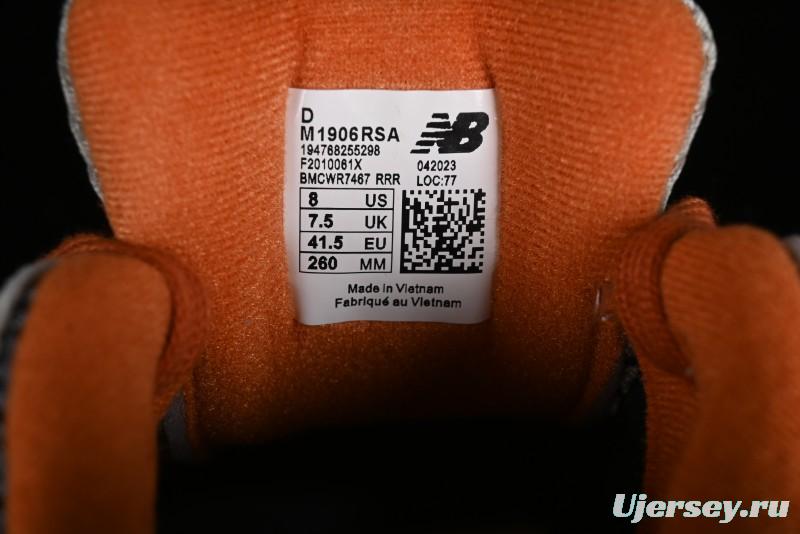 D
M1906RSA
194768255298
F2010061X
BMCWR7467 RRR
NB
042023
LOC:77
8 US
7.5 UK
41.5 EU
260 MM
Made in Vietnam
Fabriqué au Vietnam
Ujersey.ru